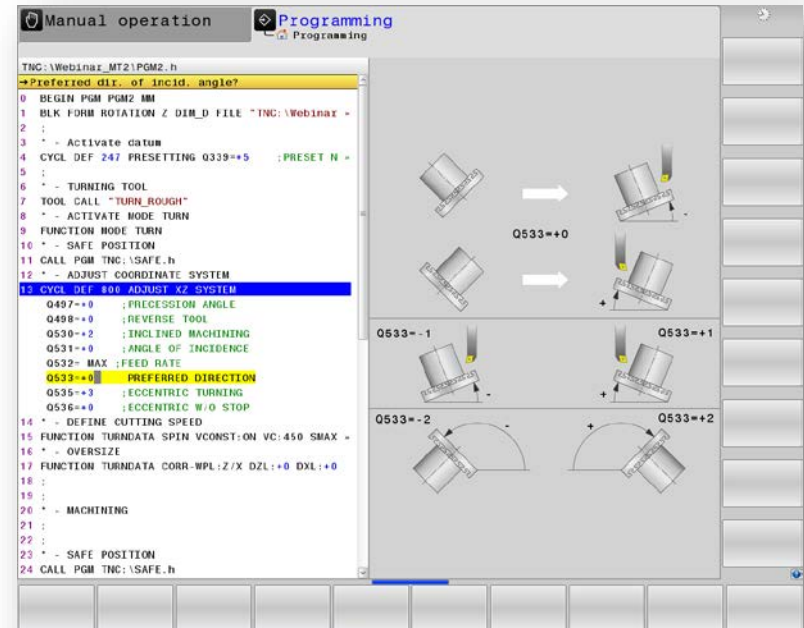 Manual operation
Programming
Programming
TNC:\Webinar_MT2\PGM2.h
→Preferred dir. of incid. angle?
0 BEGIN PGM PGM2 MM
1 BLK FORM ROTATION Z DIM_D FILE "TNC:\Webinar »
2 ;
3 * - Activate datum
4 CYCL DEF 247 PRESETTING Q339=+5 ;PRESET N »
5 ;
6 * - TURNING TOOL
7 TOOL CALL "TURN_ROUGH"
8 * - ACTIVATE MODE TURN
9 FUNCTION MODE TURN
10 * - SAFE POSITION
11 CALL PGM TNC:\SAFE.h
12 * - ADJUST COORDINATE SYSTEM
13 CYCL DEF 800 ADJUST XZ SYSTEM
Q497=+0 ;PRECESSION ANGLE
Q498=+0 ;REVERSE TOOL
Q530=+2 ;INCLINED MACHINING
Q531=+0 ;ANGLE OF INCIDENCE
Q532= MAX ;FEED RATE
Q533=+0 PREFERRED DIRECTION
Q535=+3 ;ECCENTRIC TURNING
Q536=+0 ;ECCENTRIC W/O STOP
14 * - DEFINE CUTTING SPEED
15 FUNCTION TURNDATA SPIN VCONST:ON VC:450 SMAX »
16 * - OVERSIZE
17 FUNCTION TURNDATA CORR-WPL:Z/X DZL:+0 DXL:+0
18 ;
19 ;
20 * - MACHINING
21 ;
22 ;
23 * - SAFE POSITION
24 CALL PGM TNC:\SAFE.h
-
Q533=+0
+
Q533=-1 Q533=+1
- +
Q533=-2 Q533=+2
- +